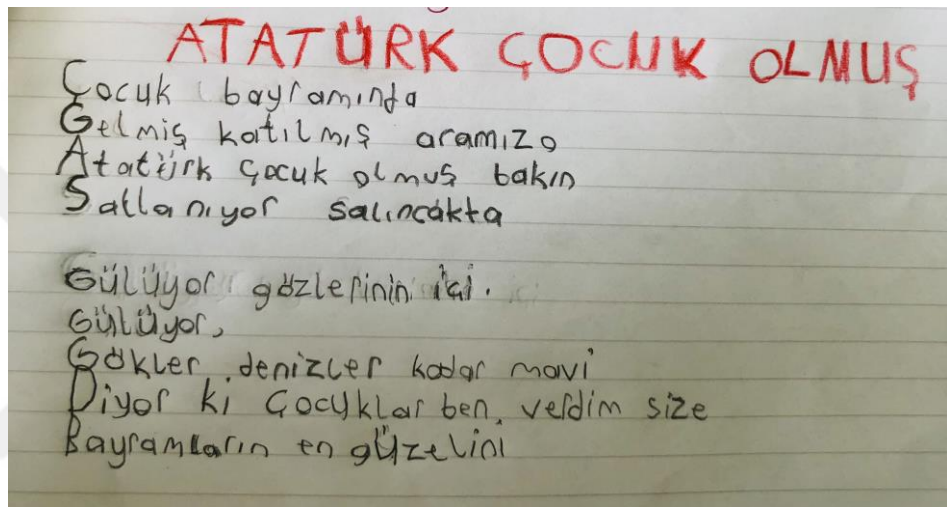 ATATÜRK ÇOCUK OLMUŞ
Çocuk bayramında
Gelmiş katılmış aramıza
Atatürk çocuk olmuş bakın
Sallanıyor salıncakta
Gülüyor gözlerinin içi.
Gülüyor,
Gökler denizler kadar mavi
Diyor ki Çocuklar ben verdim size
Bayramların en güzelini